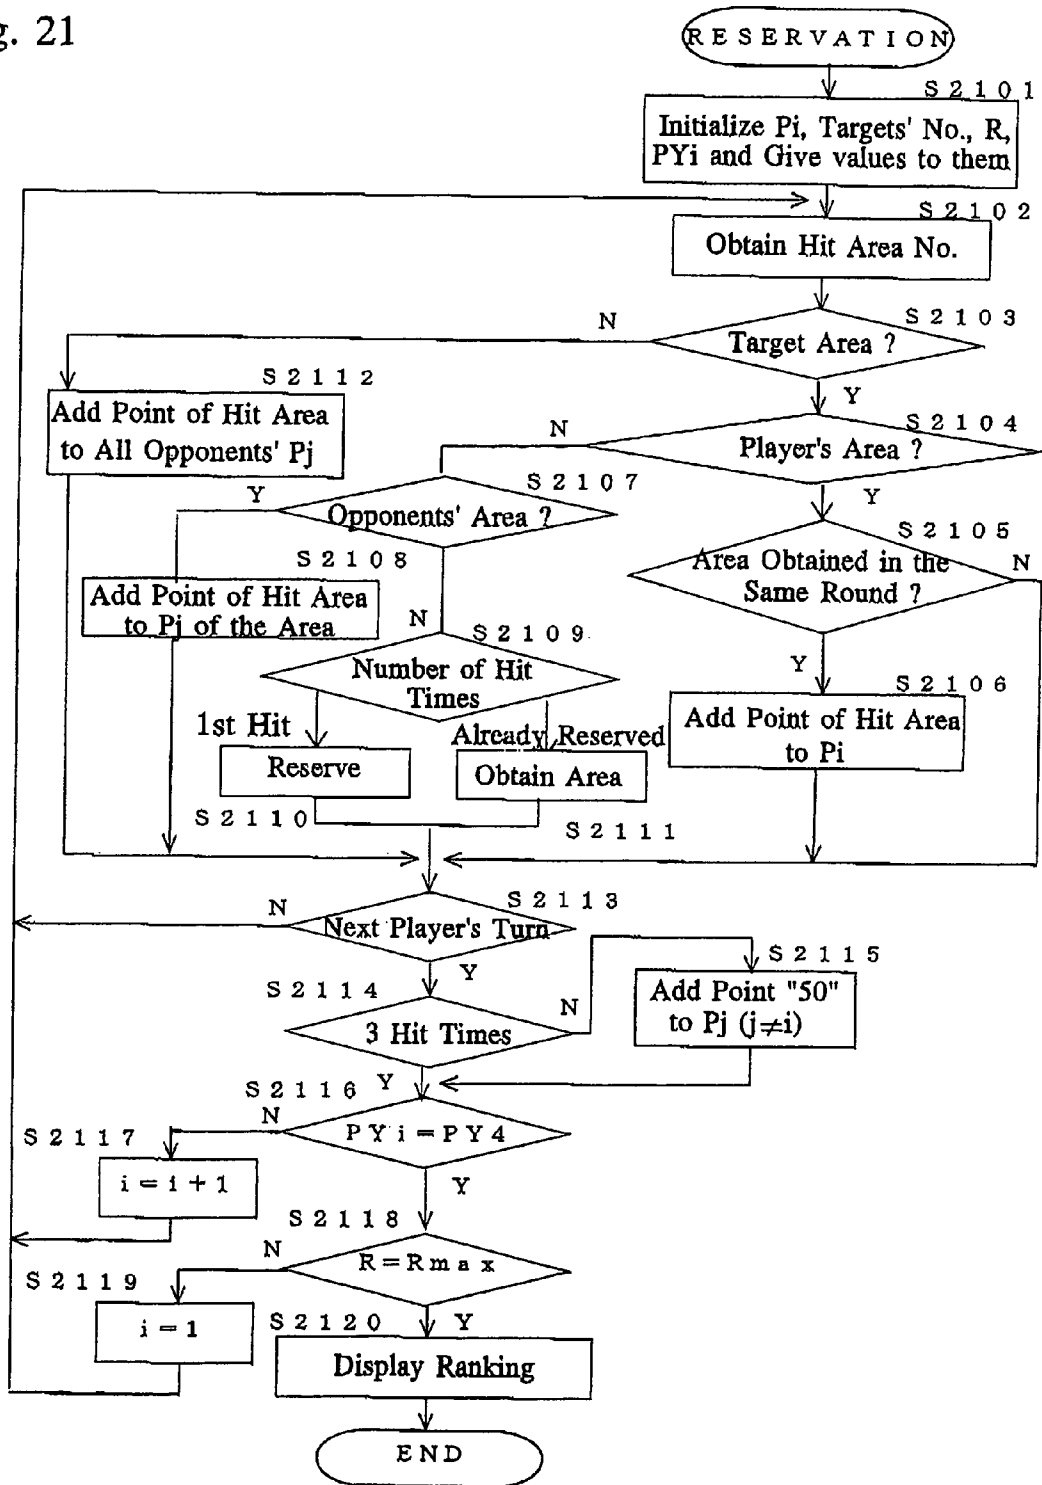 g. 21
RESERVATION
S2101
Initialize Pi, Targets' No., R,
PYi and Give values to them
S2102
Obtain Hit Area No.
S2103
N
Target Area ?
Y
S2112
Add Point of Hit Area
to All Opponents' Pj
S2104
N
Player's Area ?
Y
S2107
Y
Opponents' Area ?
N
S2105
Area Obtained in the
Same Round ?
N
Y
S2108
Add Point of Hit Area
to Pj of the Area
S2109
Number of Hit
Times
1st Hit
Already Reserved
S2106
Add Point of Hit Area
to Pi
Reserve
Obtain Area
S2110
S2111
S2113
N
Next Player's Turn
Y
S2114
3 Hit Times
N
Y
S2115
Add Point "50"
to Pj (j≠i)
S2116
N
PYi=PY4
Y
S2117
i = i + 1
S2118
N
R=Rmax
Y
S2119
i = 1
S2120
Display Ranking
END